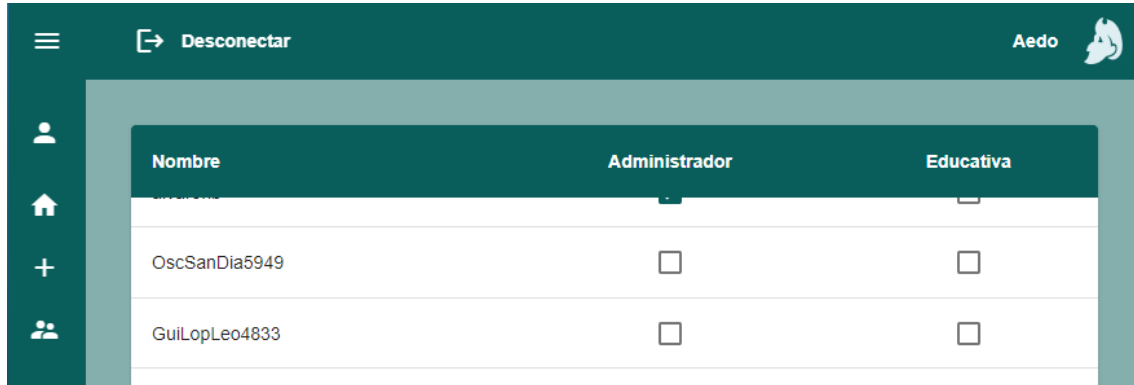 Desconectar
Aedo
Nombre Administrador Educativa
OscSanDia5949
GuiLopLeo4833